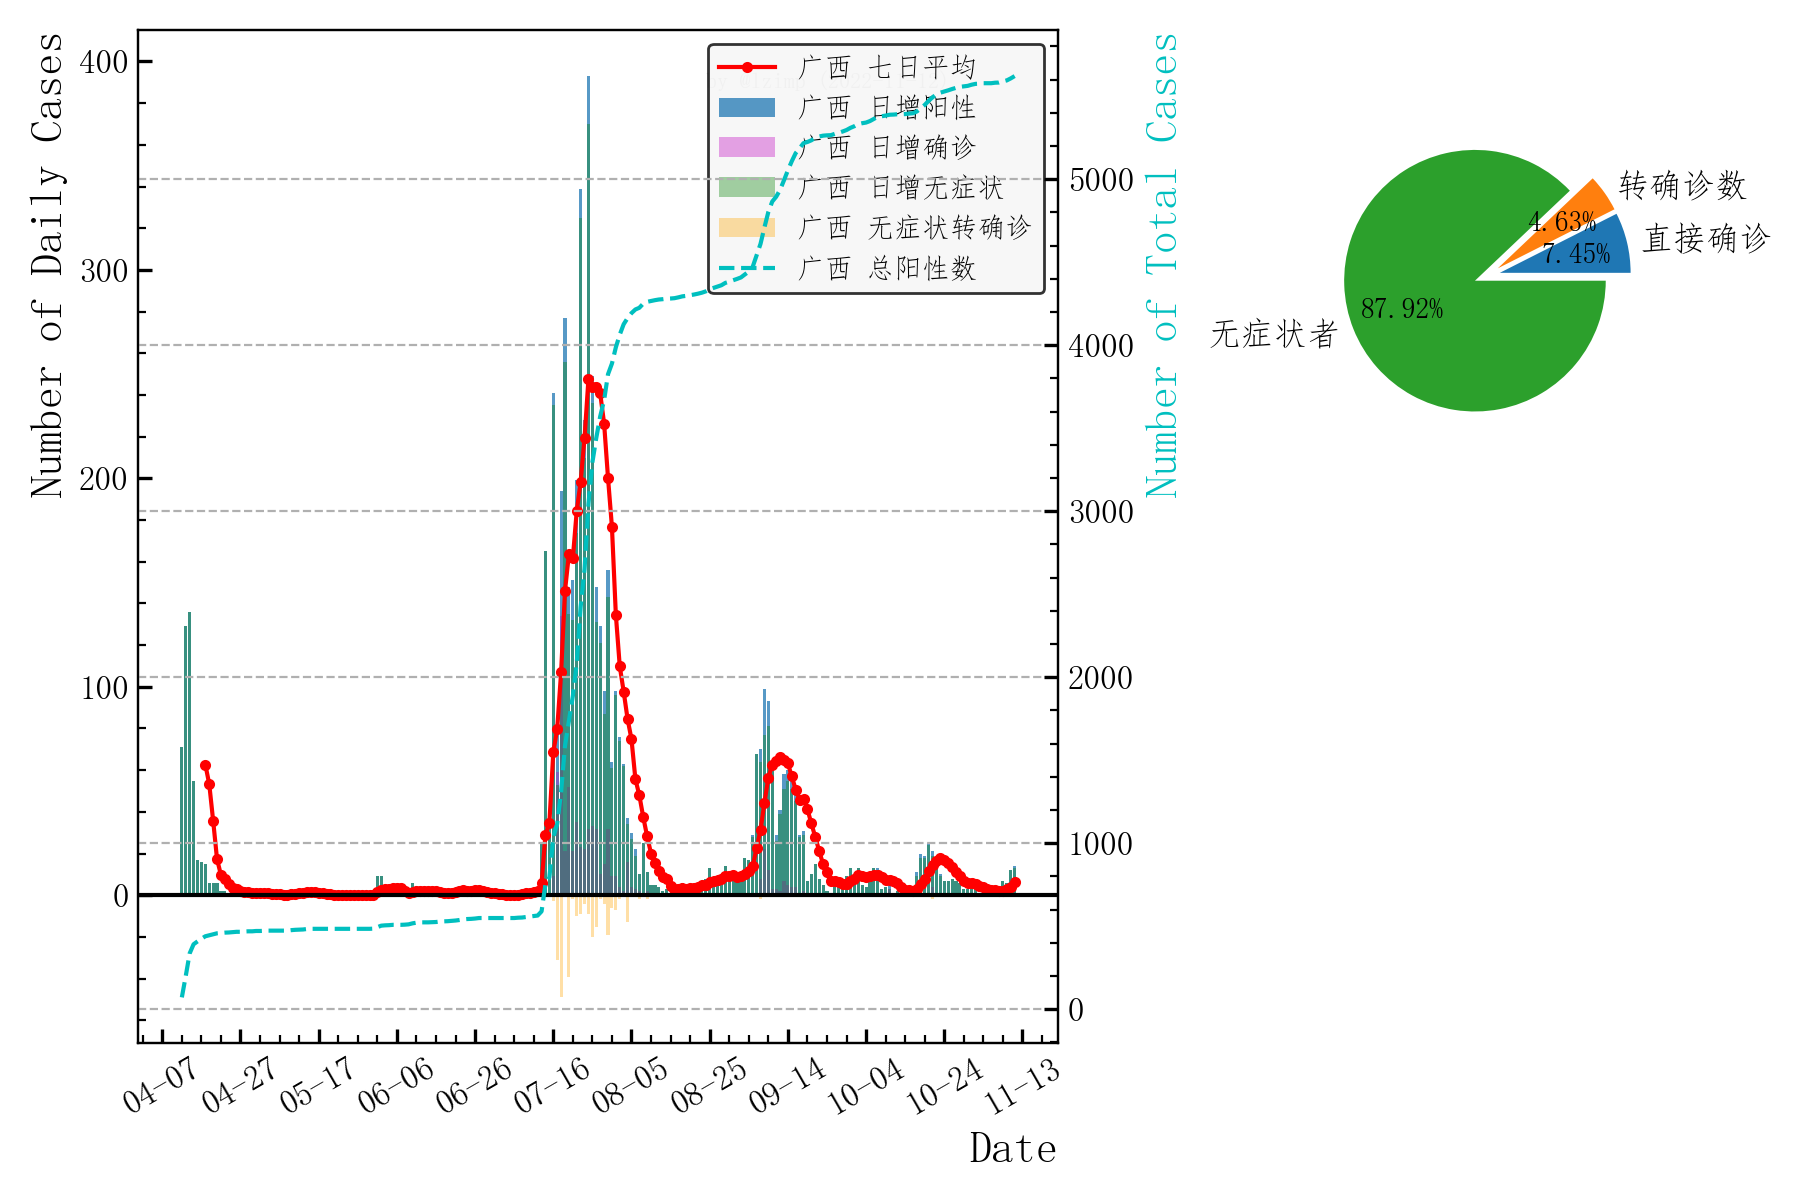 Number of Daily Cases
400
300
200
100
0
广西 七日平均
广西 日增阳性
广西 日增确诊
广西 日增无症状
广西 无症状转确诊
广西 总阳性数
5000
4000
3000
2000
1000
0
Number of Total Cases
04-07
04-27
05-17
06-06
06-26
07-16
08-05
08-25
09-14
10-04
10-24
11-13
Date
转确诊数
4.63%
直接确诊
7.45%
87.92%
无症状者